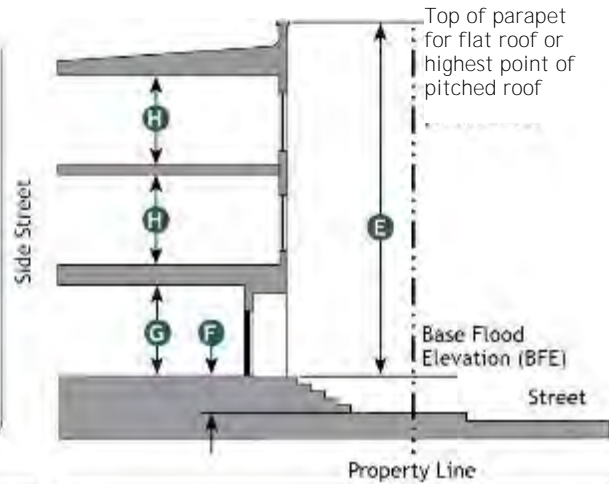 Top of parapet
for flat roof or
highest point of
pitched roof
H
Side Street
H
E
G
F
Base Flood
Elevation (BFE)
Street
Property Line